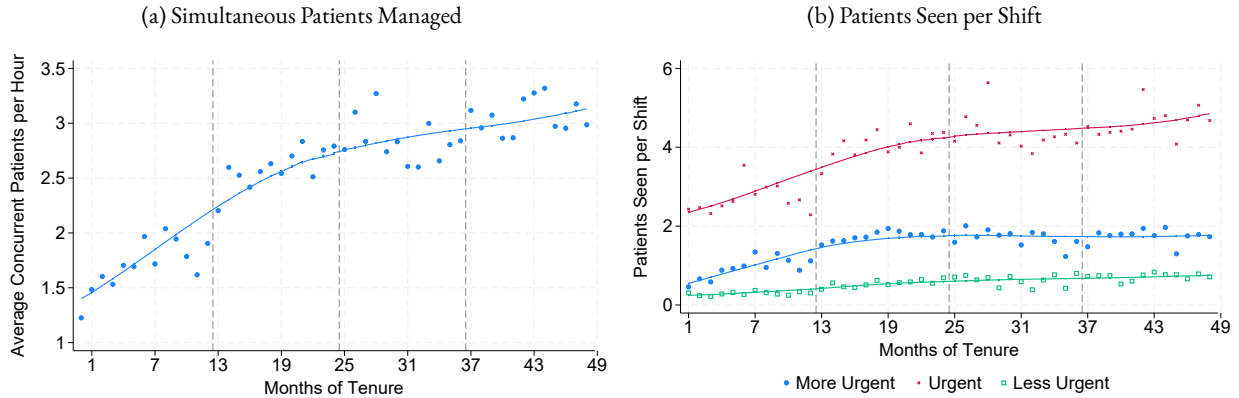 (a) Simultaneous Patients Managed
Average Concurrent Patients per Hour
3.5
3
2.5
2
1.5
1
1 7 13 19 25 31 37 43 49
Months of Tenure
(b) Patients Seen per Shift
Patients Seen per Shift
6
4
2
0
1 7 13 19 25 31 37 43 49
Months of Tenure
More Urgent Urgent Less Urgent